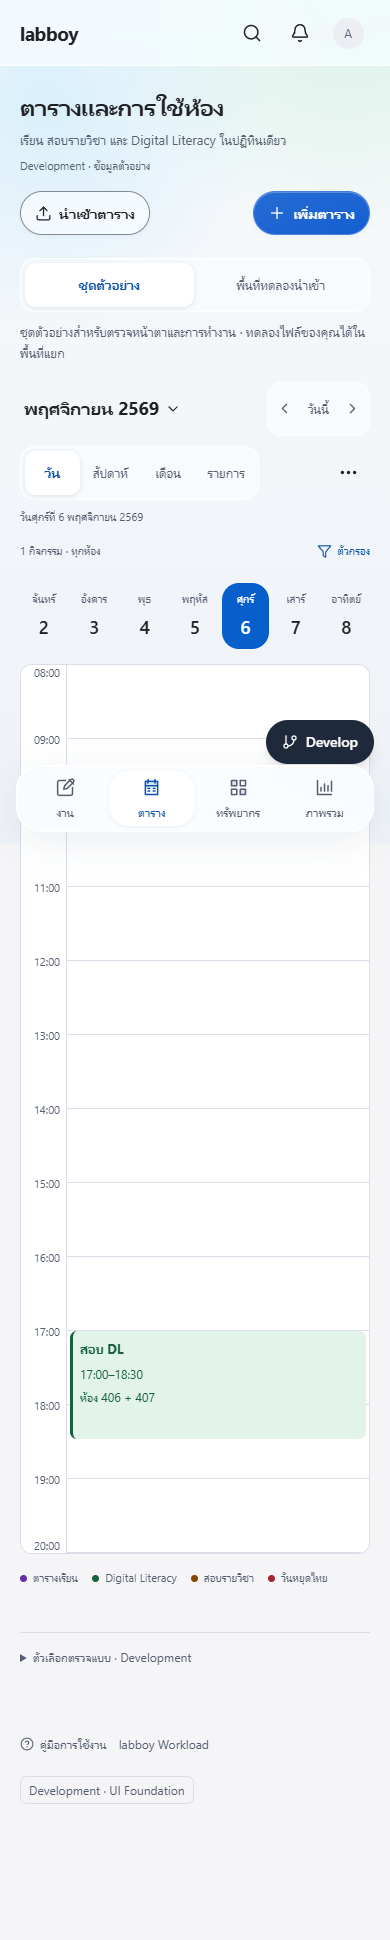 labboy
A
ตารางและการใช้ห้อง
เรียน สอบรายวิชา และ Digital Literacy ในปฏิทินเดียว
Development · ข้อมูลตัวอย่าง
นำเข้าตาราง
เพิ่มตาราง
ชุดตัวอย่าง
พื้นที่ทดลองนำเข้า
ชุดตัวอย่างสำหรับตรวจหน้าตาและการทำงาน · ทดลองไฟล์ของคุณได้ใน
พื้นที่แยก
พฤศจิกายน 2569
วันนี้
วัน
สัปดาห์
เดือน
รายการ
วันศุกร์ที่ 6 พฤศจิกายน 2569
1 กิจกรรม · ทุกห้อง
ตัวกรอง
จันทร์ อังคาร พุธ พฤหัส ศุกร์ เสาร์ อาทิตย์
2 3 4 5 6 7 8
08:00
09:00
Develop
งาน
ตาราง
ทรัพยากร
ภาพรวม
11:00
12:00
13:00
14:00
15:00
16:00
17:00
สอบ DL
17:00–18:30
ห้อง 406 + 407
18:00
19:00
20:00
ตารางเรียน
Digital Literacy
สอบรายวิชา
วันหยุดไทย
ตัวเลือกตรวจแบบ · Development
คู่มือการใช้งาน
labboy Workload
Development · UI Foundation